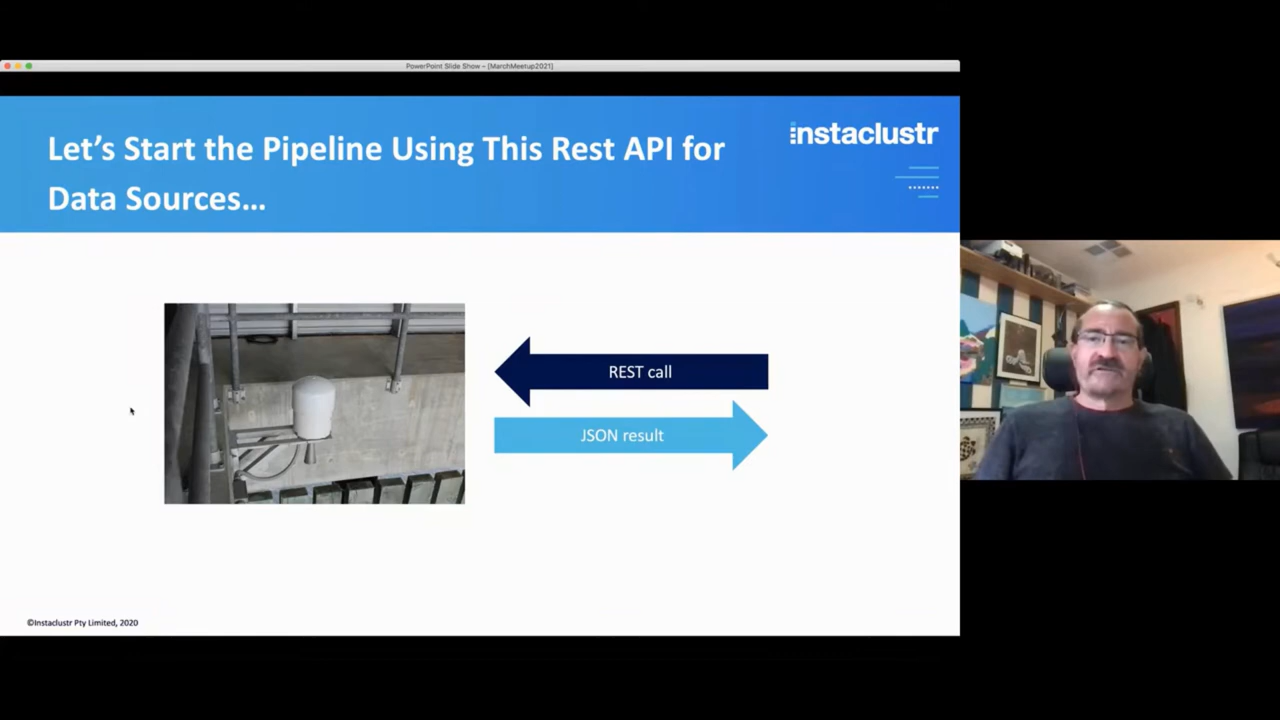 PowerPoint Slide Show - [MarchMeetup2021]
Let's Start the Pipeline Using This Rest API for
Data Sources...
instaclustr
REST call
JSON result
©Instaclustr Pty Limited, 2020